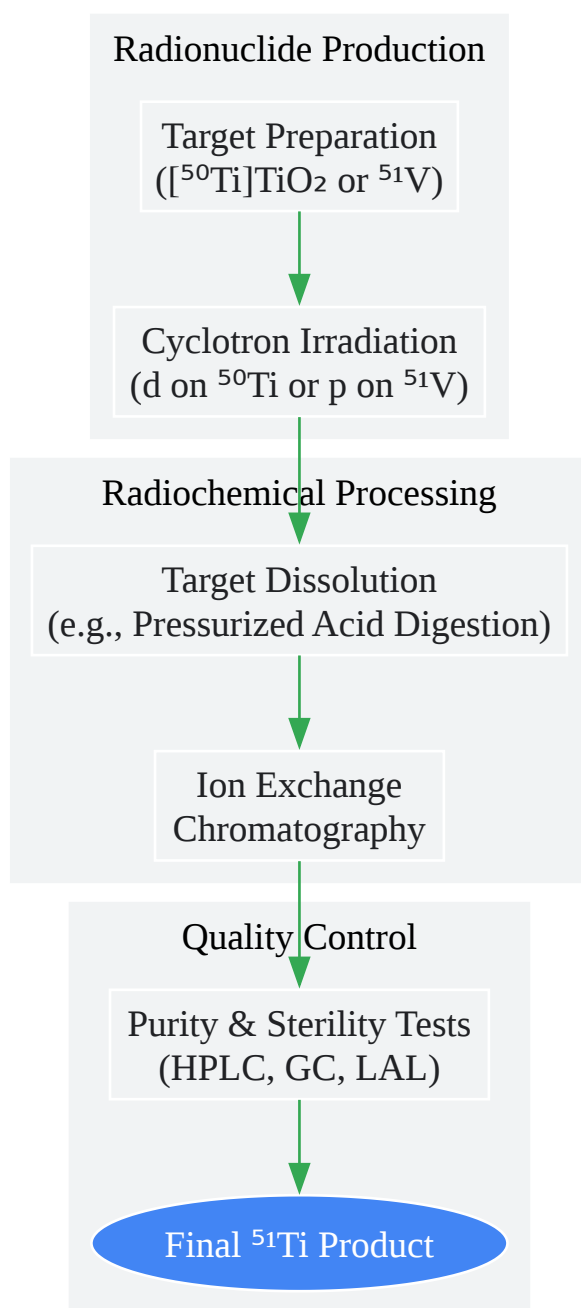 Radionuclide Production
Target Preparation
([⁵⁰Ti]TiO₂ or ⁵¹V)
Cyclotron Irradiation
(d on ⁵⁰Ti or p on ⁵¹V)
Radiochemical Processing
Target Dissolution
(e.g., Pressurized Acid Digestion)
Ion Exchange
Chromatography
Quality Control
Purity & Sterility Tests
(HPLC, GC, LAL)
Final ⁵¹Ti Product